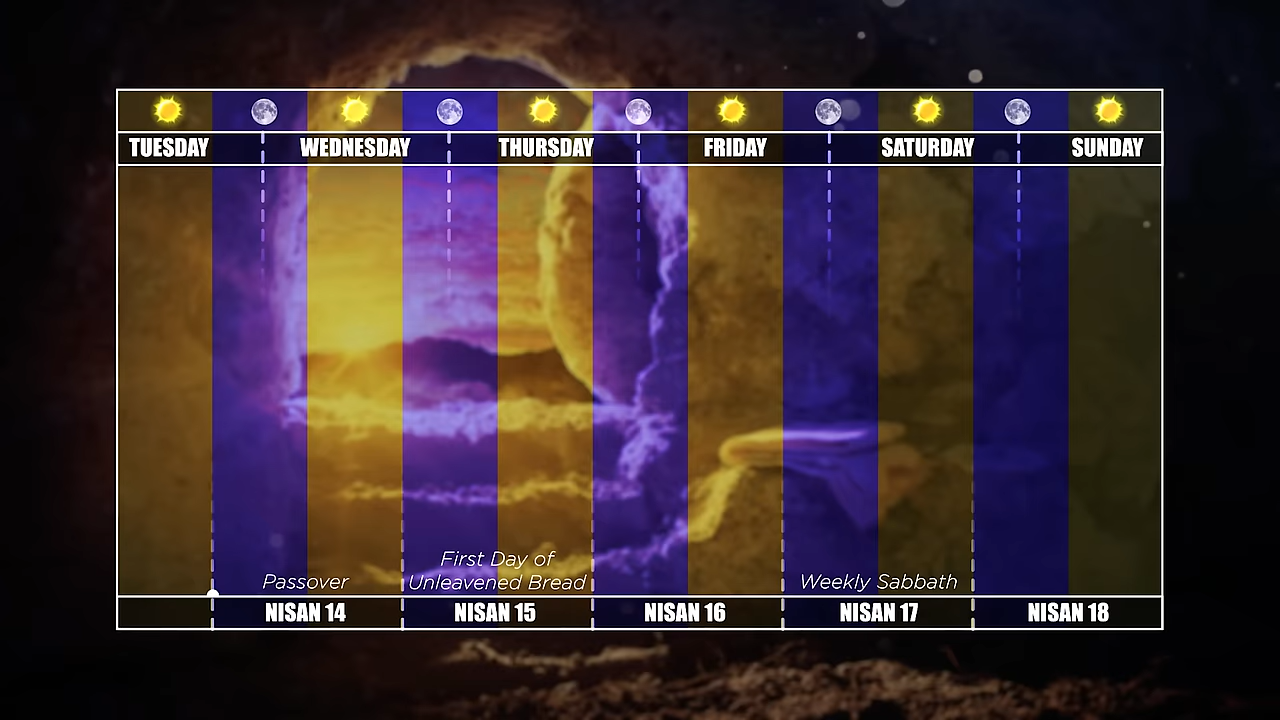 TUESDAY WEDNESDAY THURSDAY FRIDAY SATURDAY SUNDAY
Passover
First Day of
Unleavened Bread
Weekly Sabbath
NISAN 14 NISAN 15 NISAN 16 NISAN 17 NISAN 18